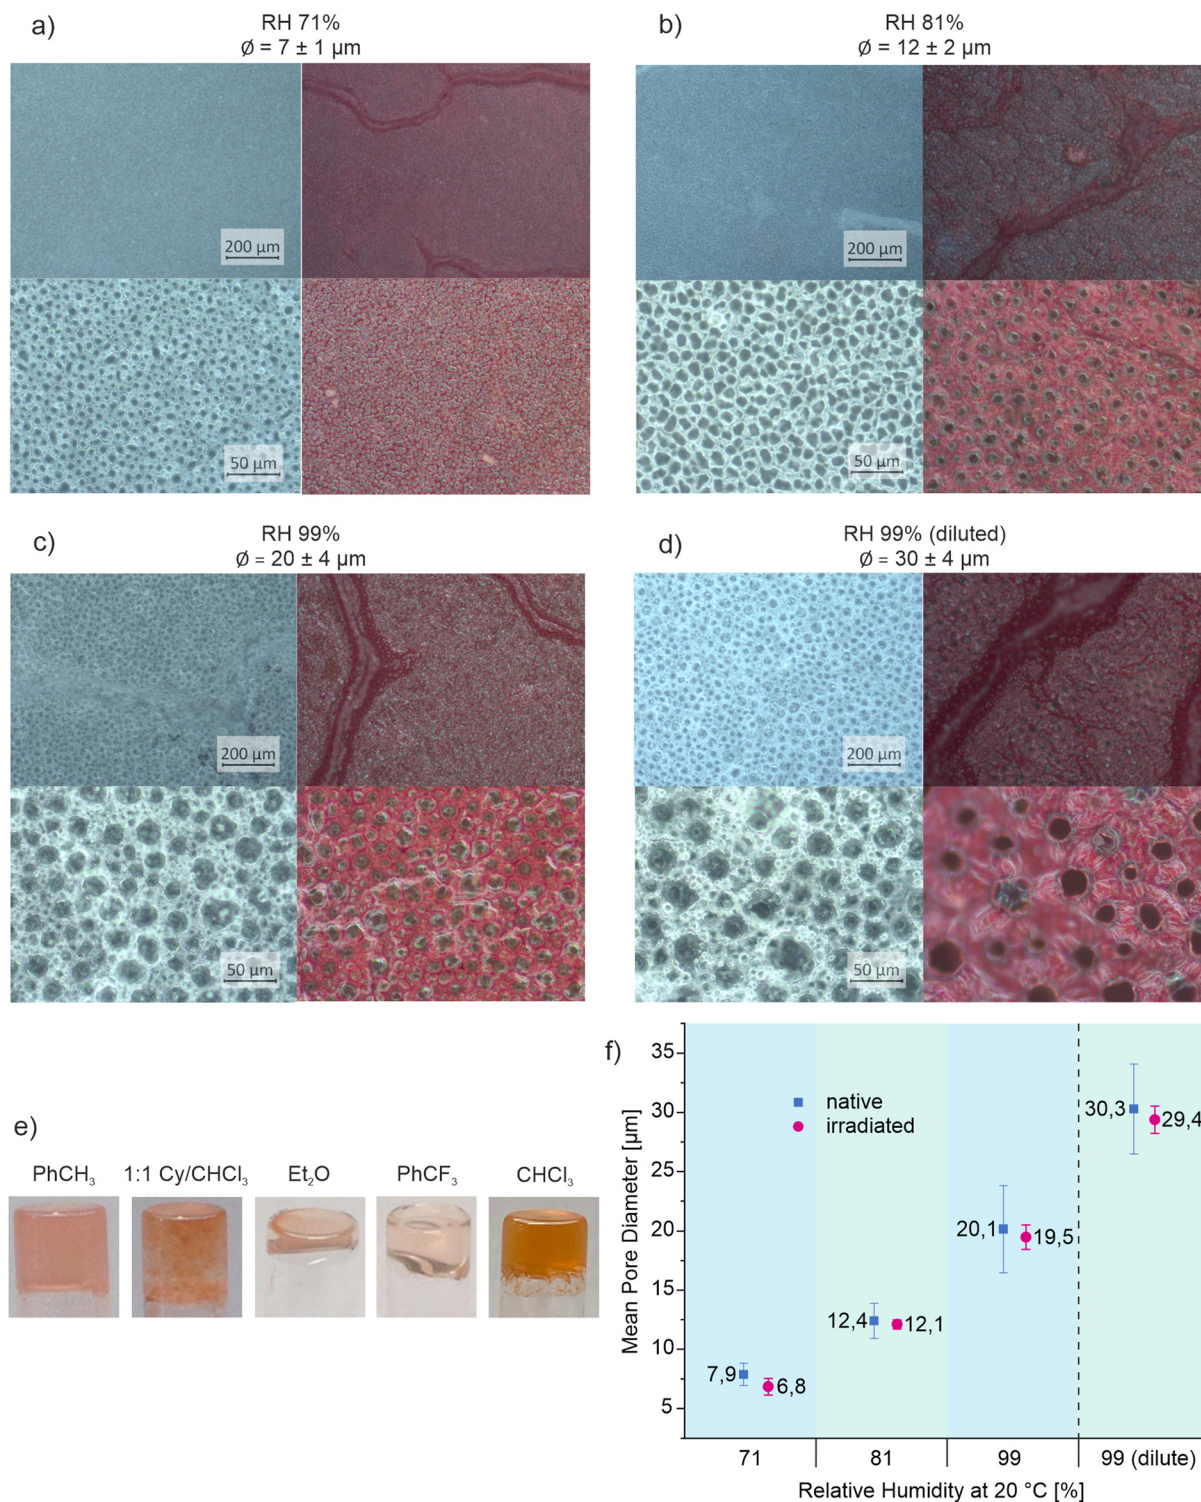 a)
RH 71%
Ø = 7 ± 1 µm
200 µm
50 µm
b)
RH 81%
Ø = 12 ± 2 µm
200 µm
50 µm
c)
RH 99%
Ø = 20 ± 4 µm
200 µm
50 µm
d)
RH 99% (diluted)
Ø = 30 ± 4 µm
200 µm
50 µm
e)
PhCH₃ 1:1 Cy/CHCl₃ Et₂O PhCF₃ CHCl₃
f)
Mean Pore Diameter [µm]
35
30
25
20
15
10
5
native
irradiated
7,9 6,8
12,4 12,1
20,1 19,5
30,3 29,4
71 81 99 99 (dilute)
Relative Humidity at 20 °C [%]